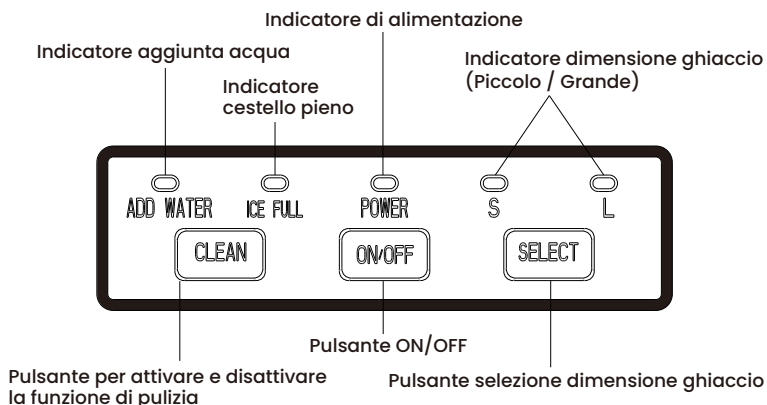 Indicatore di alimentazione
Indicatore aggiunta acqua
Indicatore dimensione ghiaccio
(Piccolo / Grande)
Indicatore
cestello pieno
ADD WATER
ICE FULL
POWER
S
L
CLEAN
ON/OFF
SELECT
Pulsante ON/OFF
Pulsante per attivare e disattivare
la funzione di pulizia
Pulsante selezione dimensione ghiaccio